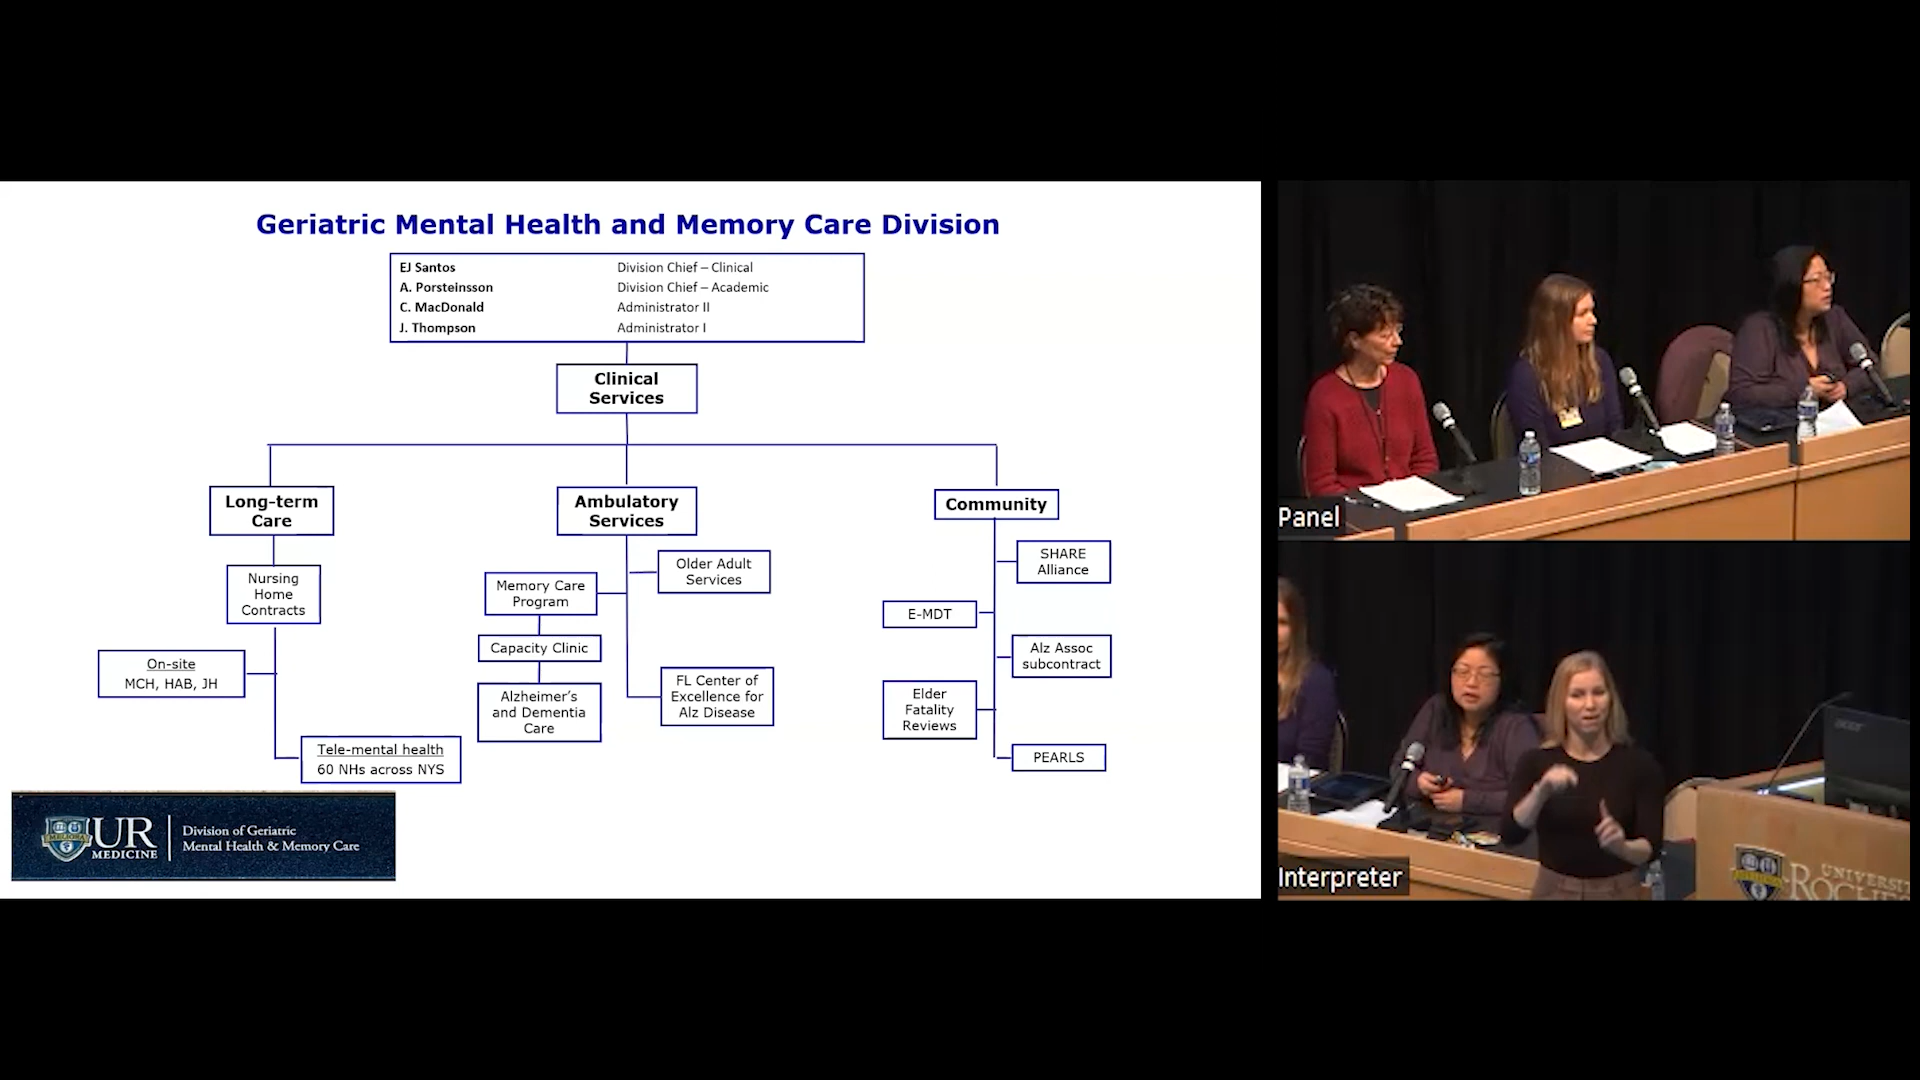 Geriatric Mental Health and Memory Care Division
EJ Santos Division Chief – Clinical
A. Porsteinsson Division Chief – Academic
C. MacDonald Administrator II
J. Thompson Administrator I
Clinical
Services
Long-term
Care
Ambulatory
Services
Community
Nursing
Home
Contracts
On-site
MCH, HAB, JH
Tele-mental health
60 NHs across NYS
Memory Care
Program
Capacity Clinic
Alzheimer's
and Dementia
Care
Older Adult
Services
FL Center of
Excellence for
Alz Disease
SHARE
Alliance
E-MDT
Alz Assoc
subcontract
Elder
Fatality
Reviews
PEARLS
UR
MEDICINE
Division of Geriatric
Mental Health & Memory Care
Panel
Interpreter